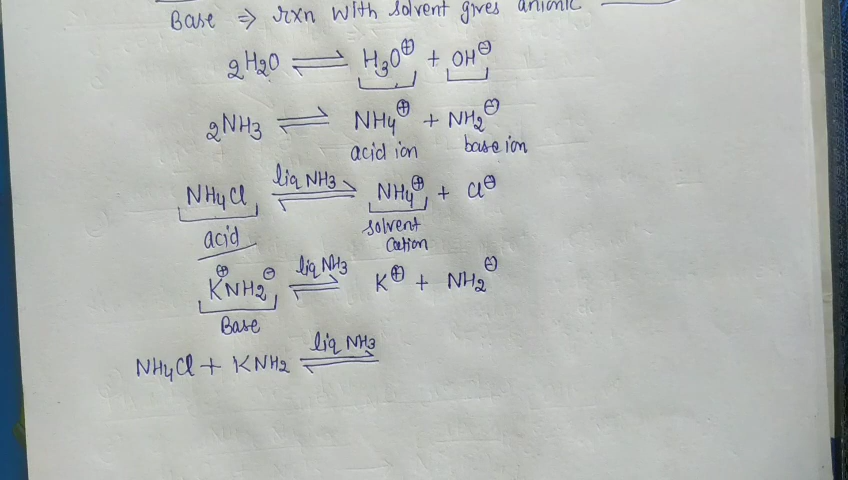 Base ⇒ rxn with solvent gives anionic
2H2O ⇌ H3O⊕ + OH⊖
2NH3 ⇌ NH4⊕ + NH2⊖
acid ion base ion
NH4Cl liq NH3 ⇌ NH4⊕ + Cl⊖
acid solvent cation
K⊕NH2⊖ liq NH3 ⇌ K⊕ + NH2⊖
Base
NH4Cl + KNH2 liq NH3 ⇌